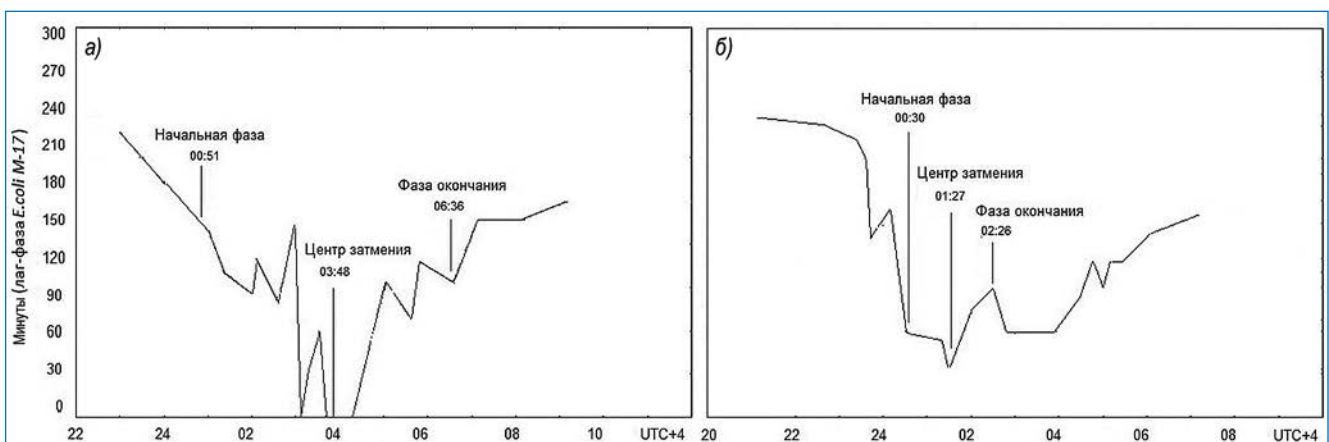 а)
Минуты (лаг-фаза E.coli M-17)
300
270
240
210
180
150
120
90
60
30
0
Начальная фаза
00:51
Центр затмения
03:48
Фаза окончания
06:36
22 24 02 04 06 08 10 UTC+4
б)
Начальная фаза
00:30
Центр затмения
01:27
Фаза окончания
02:26
20 22 24 02 04 06 08 UTC+4